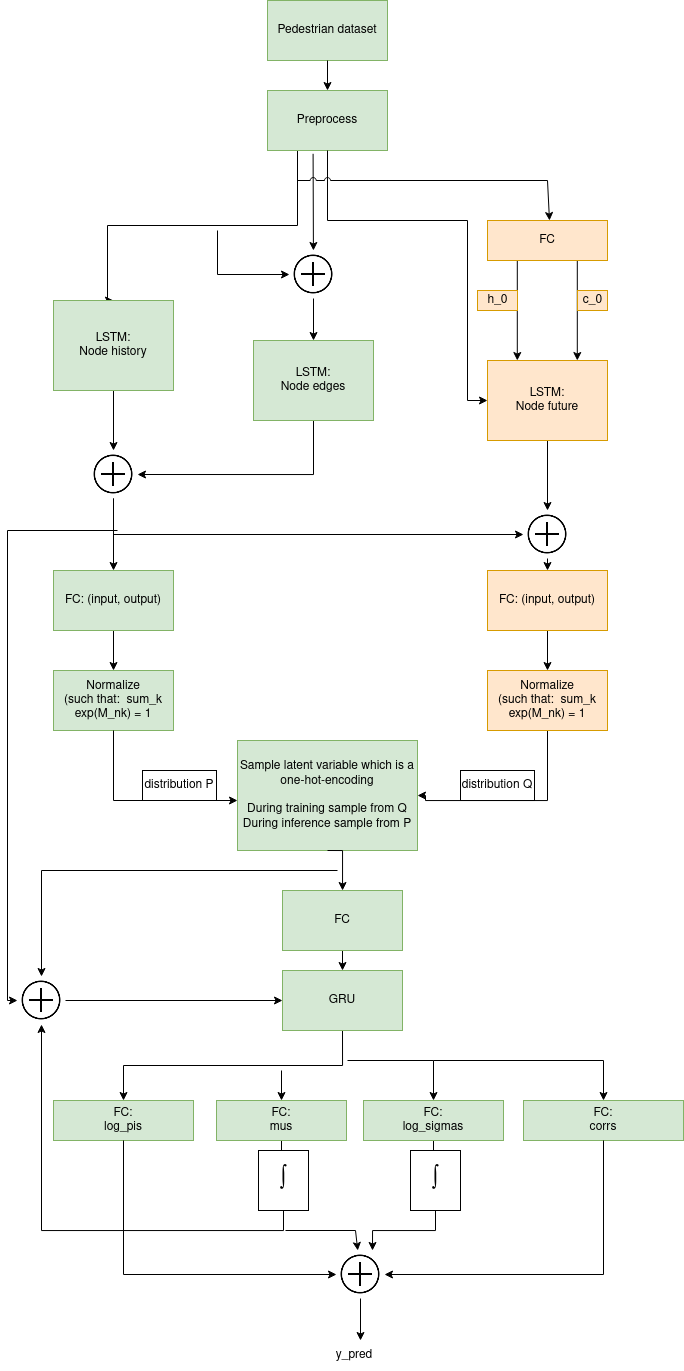 Pedestrian dataset
Preprocess
FC
h_0
c_0
LSTM:
Node history
LSTM:
Node edges
LSTM:
Node future
FC: (input, output)
FC: (input, output)
Normalize
(such that: sum_k
exp(M_nk) = 1
Normalize
(such that: sum_k
exp(M_nk) = 1
distribution P
Sample latent variable which is a
one-hot-encoding
During training sample from Q
During inference sample from P
distribution Q
FC
GRU
FC:
log_pis
FC:
mus
FC:
log_sigmas
FC:
corrs
∫
∫
y_pred